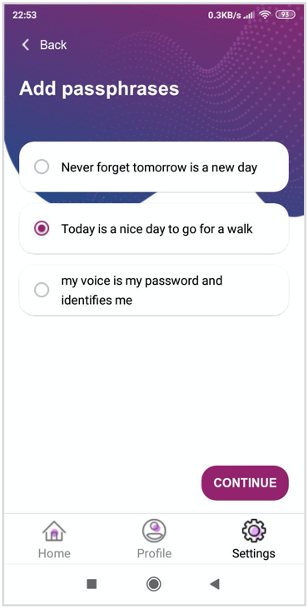 22:53
0.3KB/s
93
Back
Add passphrases
Never forget tomorrow is a new day
Today is a nice day to go for a walk
my voice is my password and
identifies me
CONTINUE
Home
Profile
Settings